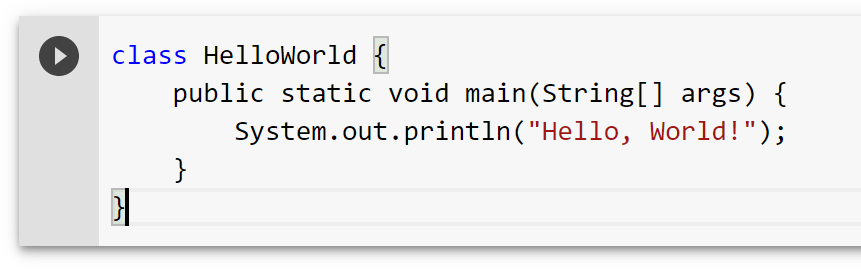 class HelloWorld {
    public static void main(String[] args) {
        System.out.println("Hello, World!");
    }
}